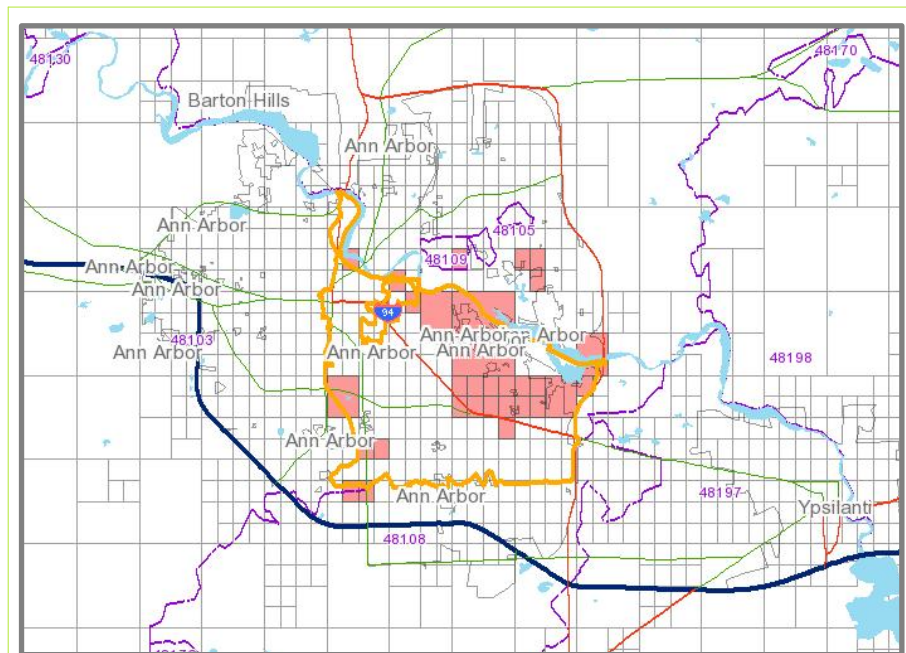 48130
48170
Barton Hills
Ann Arbor
Ann Arbor
48105
48109
Ann Arbor
Ann Arbor
94
Ann Arbor
on Arbor
48103
Ann Arbor
Ann Arbor
Ann Arbor
48198
Ann Arbor
Ann Arbor
48197
Ypsilanti
48108